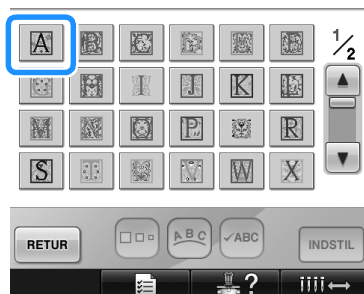 A B C
1/2
H I J K L
M N O P R
S V W X
RETUR
ABC
✓ABC
INDSTIL
?